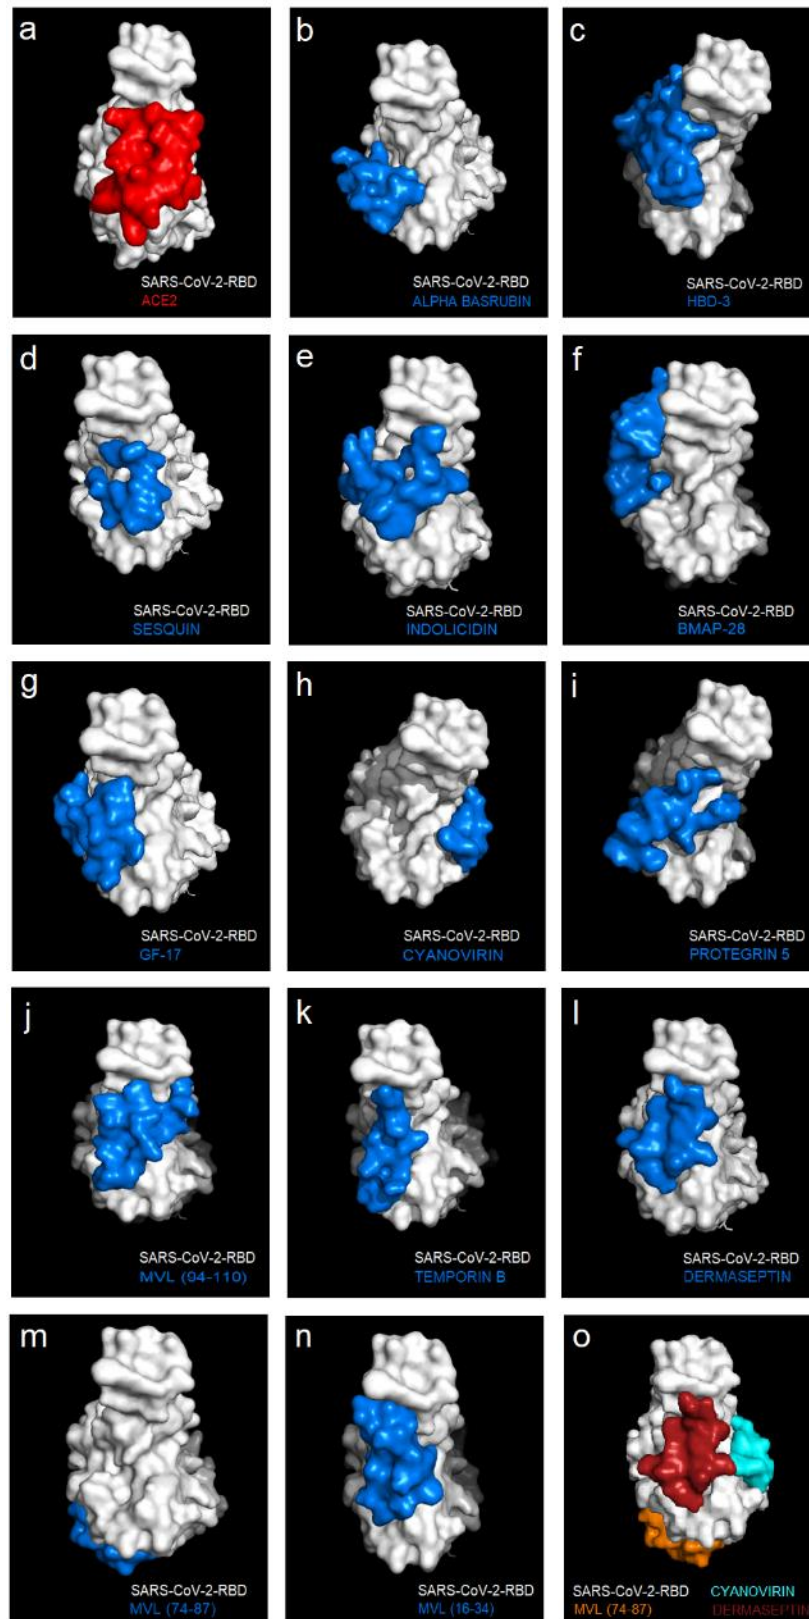 a
SARS-CoV-2-RBD
ACE2
b
SARS-CoV-2-RBD
ALPHA BASRUBIN
c
SARS-CoV-2-RBD
HBD-3
d
SARS-CoV-2-RBD
SESQUIN
e
SARS-CoV-2-RBD
INDOLICIDIN
f
SARS-CoV-2-RBD
BMAP-28
g
SARS-CoV-2-RBD
GF-17
h
SARS-CoV-2-RBD
CYANOVIRIN
i
SARS-CoV-2-RBD
PROTEGRIN 5
j
SARS-CoV-2-RBD
MVL (94-110)
k
SARS-CoV-2-RBD
TEMPORIN B
l
SARS-CoV-2-RBD
DERMASEPTIN
m
SARS-CoV-2-RBD
MVL (74-87)
n
SARS-CoV-2-RBD
MVL (16-34)
o
SARS-CoV-2-RBD CYANOVIRIN
MVL (74-87) DERMASEPTIN